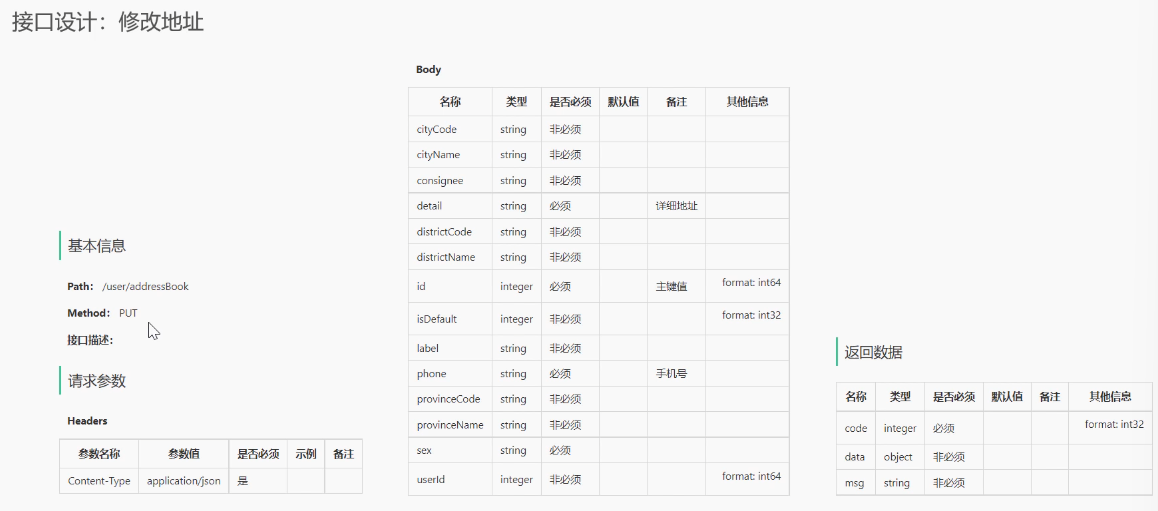 接口设计：修改地址
基本信息
Path： /user/addressBook
Method： PUT
接口描述：
请求参数
Headers
参数名称 参数值 是否必须 示例 备注
Content-Type application/json 是
Body
名称 类型 是否必须 默认值 备注 其他信息
cityCode string 非必须
cityName string 非必须
consignee string 非必须
detail string 必须 详细地址
districtCode string 非必须
districtName string 非必须
id integer 必须 主键值 format: int64
isDefault integer 非必须 format: int32
label string 非必须
phone string 必须 手机号
provinceCode string 非必须
provinceName string 非必须
sex string 必须
userId integer 非必须 format: int64
返回数据
名称 类型 是否必须 默认值 备注 其他信息
code integer 必须 format: int32
data object 非必须
msg string 非必须